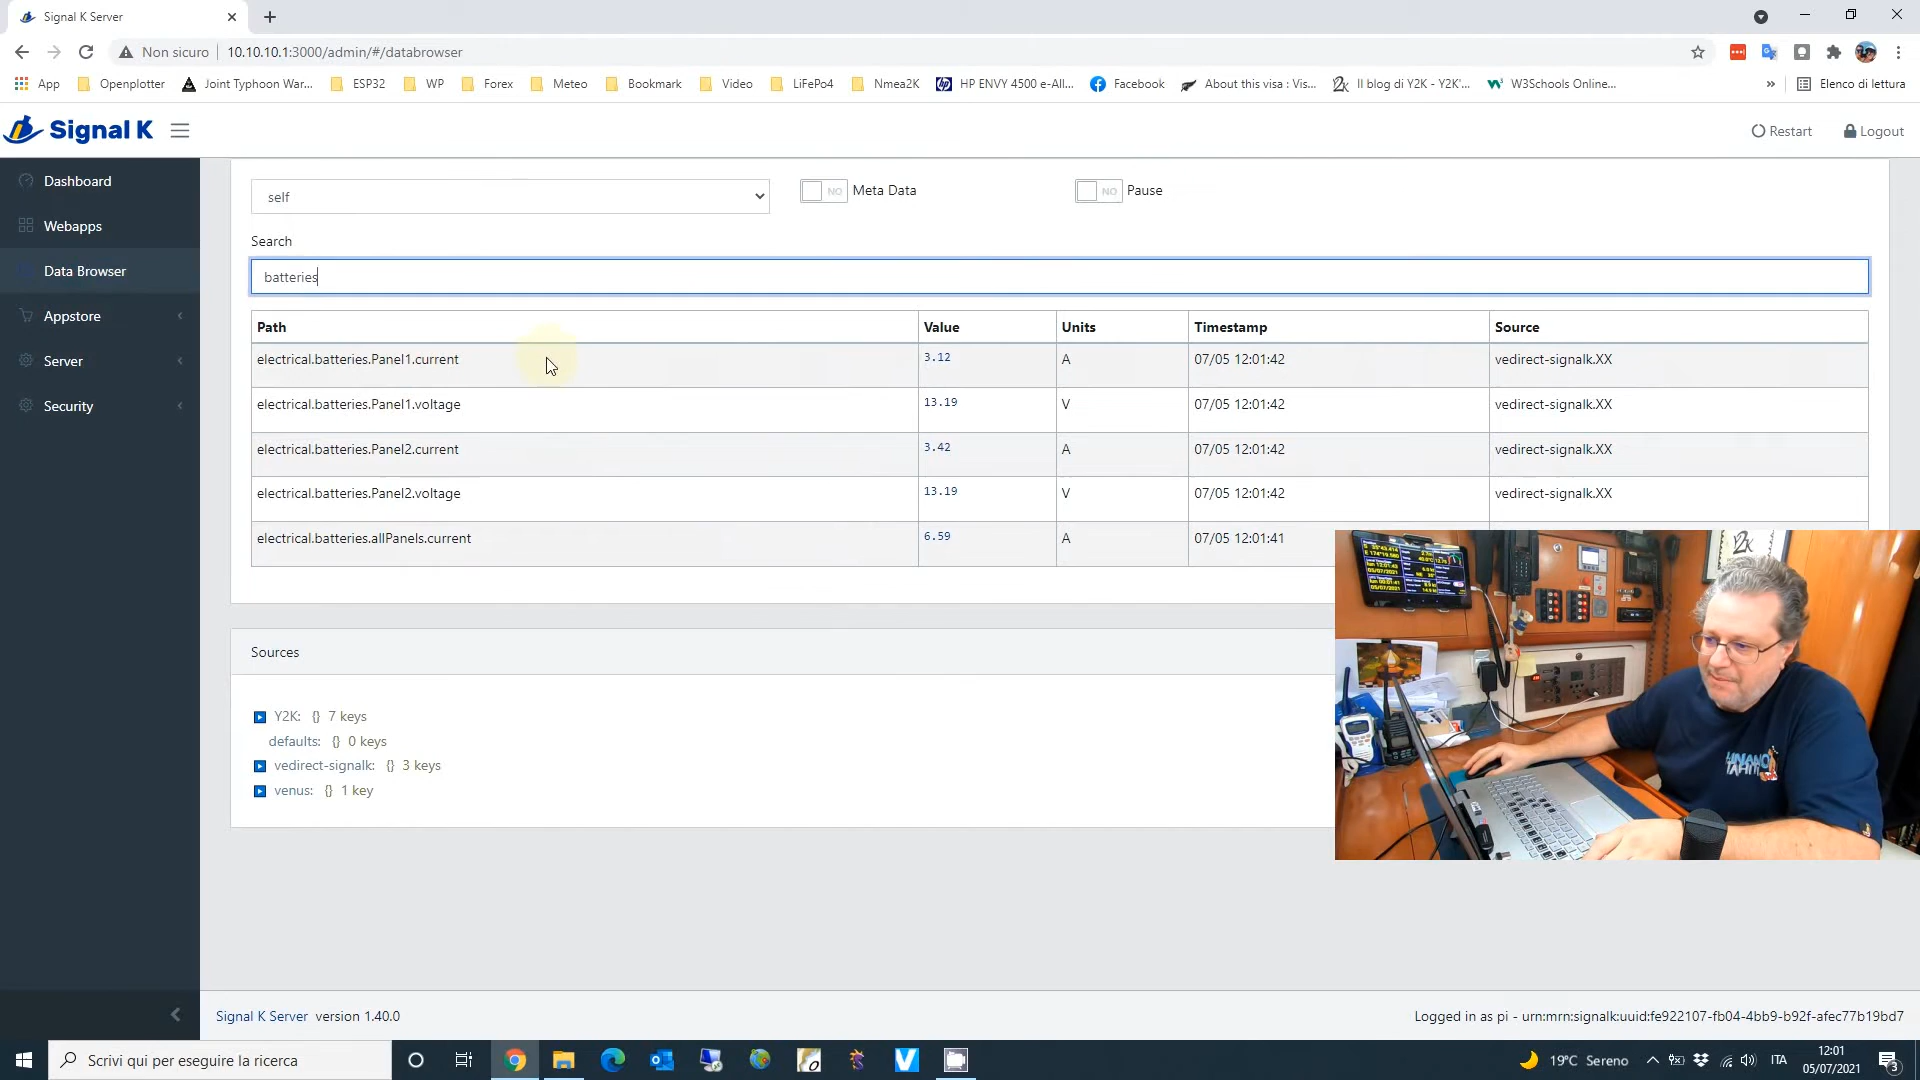 Signal K Server
Non sicuro 10.10.10.1:3000/admin/#/databrowser
App Openplotter Joint Typhoon War... ESP32 WP Forex Meteo Bookmark Video LiFePo4 Nmea2K HP ENVY 4500 e-All... Facebook About this visa : Vis... Il blog di Y2K - Y2K'... W3Schools Online... » Elenco di lettura
Signal K Restart Logout
Dashboard
Webapps
Data Browser
Appstore
Server
Security
self NO Meta Data NO Pause
Search
batteries
Path Value Units Timestamp Source
electrical.batteries.Panel1.current 3.12 A 07/05 12:01:42 vedirect-signalk.XX
electrical.batteries.Panel1.voltage 13.19 V 07/05 12:01:42 vedirect-signalk.XX
electrical.batteries.Panel2.current 3.42 A 07/05 12:01:42 vedirect-signalk.XX
electrical.batteries.Panel2.voltage 13.19 V 07/05 12:01:42 vedirect-signalk.XX
electrical.batteries.allPanels.current 6.59 A 07/05 12:01:41
Sources
Y2K: {} 7 keys
defaults: {} 0 keys
vedirect-signalk: {} 3 keys
venus: {} 1 key
HINANO
TAHITI
Signal K Server version 1.40.0 Logged in as pi - urn:mrn:signalk:uuid:fe922107-fb04-4bb9-b92f-afec77b19bd7
Scrivi qui per eseguire la ricerca 19°C Sereno ITA 12:01
05/07/2021 3